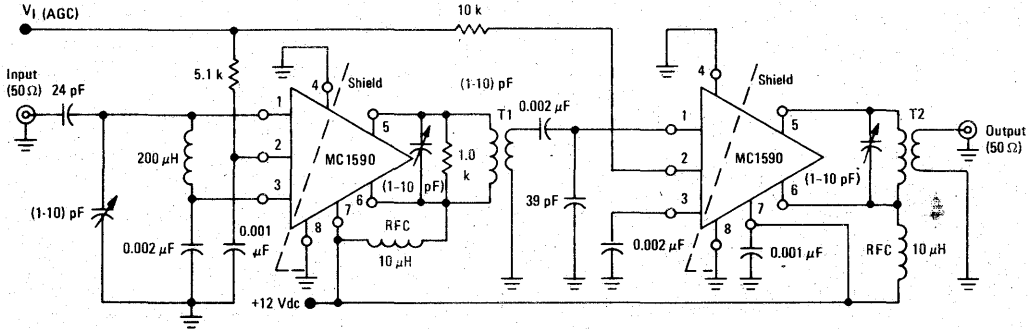 V_I (AGC)
10 k
Input
(50 Ω)
24 pF
5.1 k
4
Shield
(1-10) pF
T1
0.002 μF
4
Shield
T2
Output
(50 Ω)
1
5
1
5
200 μH
2
MC1590
1.0
k
2
MC1590
(1-10) pF
3
(1-10 pF)
6
39 pF
3
6
(1-10 pF)
7
8
RFC
10 μH
0.002 μF
0.001
μF
0.002 μF
8
7
0.001 μF
RFC
10 μH
+12 Vdc